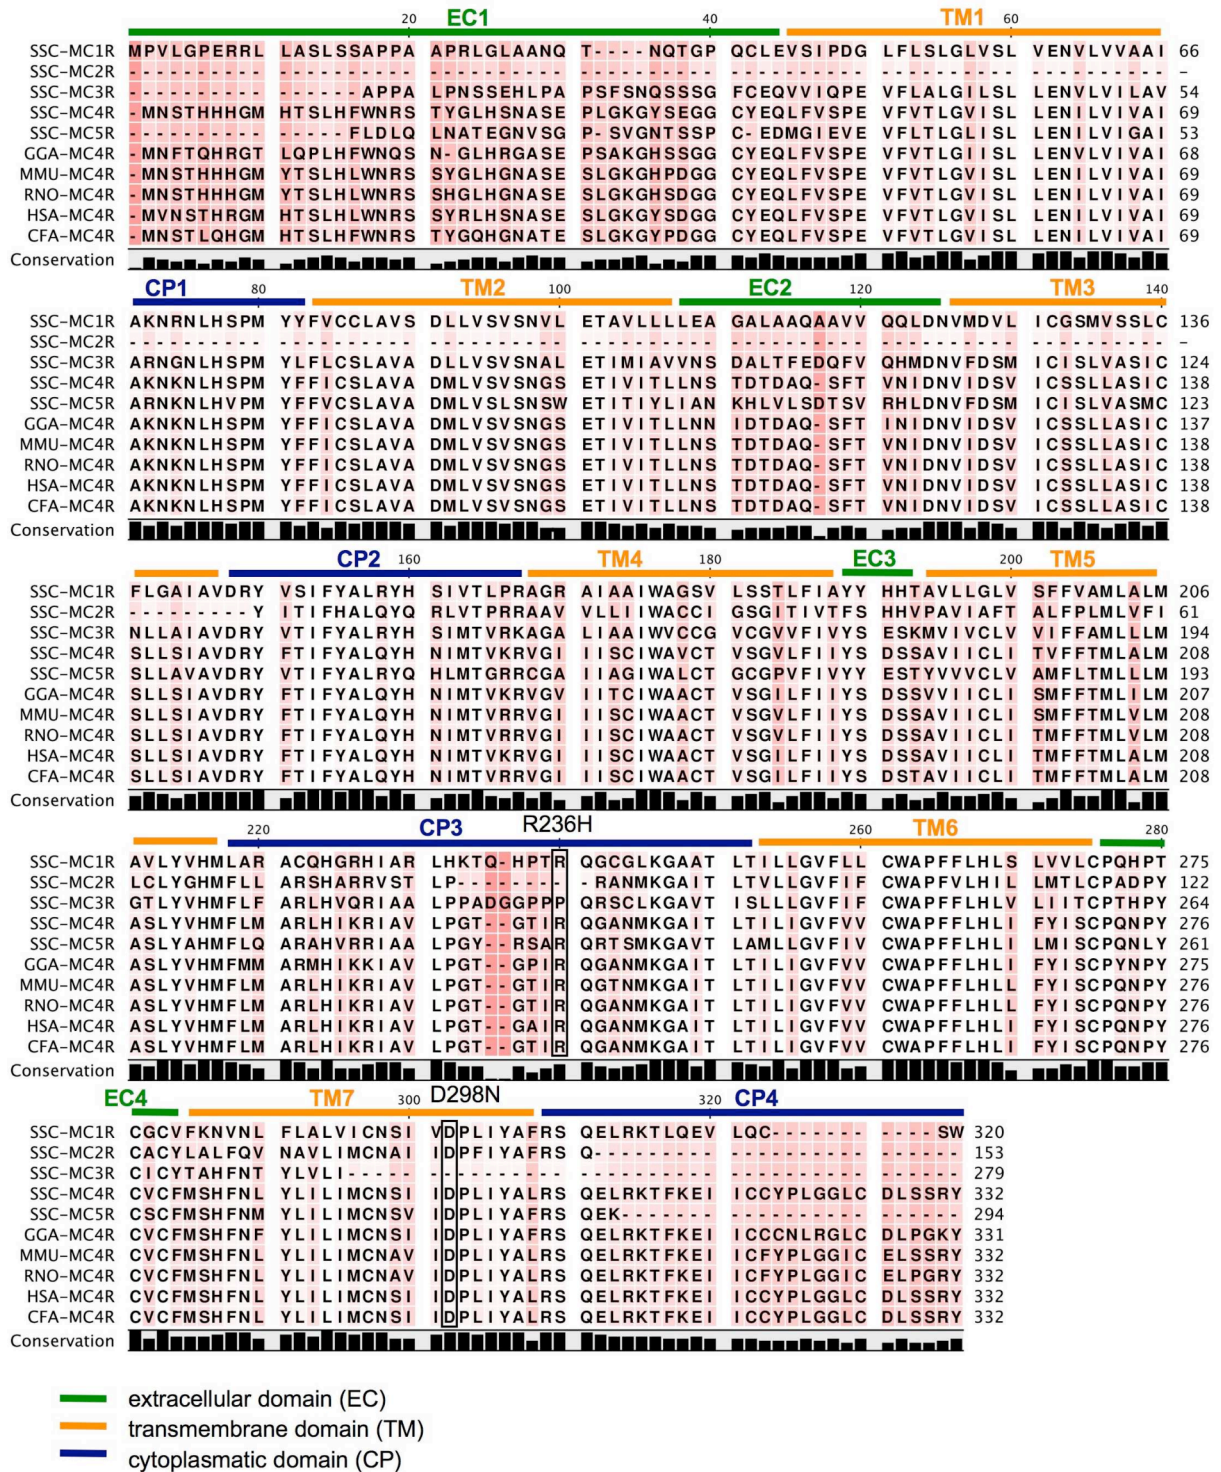 20 EC1 40 TM1 60
SSC-MC1R MPVLGPERRL LASLSSAPPA APRLGLAANQ T----NQTGP QCLEVSIPDG LFLSLGLVSL VENVLVVAAI 66
SSC-MC2R ---------- ---------- ---------- ---------- ---------- ---------- ---------- –
SSC-MC3R ---------- ------APPA LPNSSEHLPA PSFSNQSSSG FCEQVVIQPE VFLALGILSL LENVLVILAV 54
SSC-MC4R -MNSTHHHGM HTSLHFWNRS TYGLHSNASE PLGKGYSEGG CYEQLFVSPE VFVTLGVISL LENILVIVAI 69
SSC-MC5R ---------- -----FLDLQ LNATEGNVSG P-SVGNTSSP C-EDMGIEVE VFLTLGLISL LENILVIGAI 53
GGA-MC4R -MNFTQHRGT LQPLHFWNQS N-GLHRGASE PSAKGHSSGG CYEQLFVSPE VFVTLGIISL LENVLVIVAI 68
MMU-MC4R -MNSTHHHGM YTSLHLWNRS SYGLHGNASE SLGKGHPDGG CYEQLFVSPE VFVTLGVISL LENILVIVAI 69
RNO-MC4R -MNSTHHHGM YTSLHLWNRS SHGLHGNASE SLGKGHSDGG CYEQLFVSPE VFVTLGVISL LENILVIVAI 69
HSA-MC4R -MVNSTHRGM HTSLHLWNRS SYRLHSNASE SLGKGYSDGG CYEQLFVSPE VFVTLGVISL LENILVIVAI 69
CFA-MC4R -MNSTLQHGM HTSLHFWNRS TYGQHGNATE SLGKGYPDGG CYEQLFVSPE VFVTLGVISL LENILVIVAI 69
Conservation
CP1 80 TM2 100 EC2 120 TM3 140
SSC-MC1R AKNRNLHSPM YYFVCCLAVS DLLVSVSNVL ETAVLLLLEA GALAAQAAVV QQLDNVMDVL ICGSMVSSLC 136
SSC-MC2R ---------- ---------- ---------- ---------- ---------- ---------- ---------- –
SSC-MC3R ARNGNLHSPM YLFLCSLAVA DLLVSVSNAL ETIMIAVVNS DALTFEDQFV QHMDNVFDSM ICISLVASIC 124
SSC-MC4R AKNKNLHSPM YFFICSLAVA DMLVSVSNGS ETIVITLLNS TDTDAQ-SFT VNIDNVIDSV ICSSLLASIC 138
SSC-MC5R AKNKNLHVPM YFFVCSLAVA DMLVSLSNSW ETITIYLIAN KHLVLSDTSV RHLDNVFDSM ICISLVASMC 123
GGA-MC4R AKNKNLHSPM YFFICSLAVA DMLVSVSNGS ETIVITLLNN IDTDAQ-SFT INIDNVIDSV ICSSLLASIC 137
MMU-MC4R AKNKNLHSPM YFFICSLAVA DMLVSVSNGS ETIVITLLNS TDTDAQ-SFT VNIDNVIDSV ICSSLLASIC 138
RNO-MC4R AKNKNLHSPM YFFICSLAVA DMLVSVSNGS ETIVITLLNS TDTDAQ-SFT VNIDNVIDSV ICSSLLASIC 138
HSA-MC4R AKNKNLHSPM YFFICSLAVA DMLVSVSNGS ETIVITLLNS TDTDAQ-SFT VNIDNVIDSV ICSSLLASIC 138
CFA-MC4R AKNKNLHSPM YFFICSLAVA DMLVSVSNGS ETIVITLLNS TDTDAQ-SFT VNIDNVIDSV ICSSLLASIC 138
Conservation
CP2 160 TM4 180 EC3 200 TM5
SSC-MC1R FLGAIAVDRY VSIFYALRYH SIVTLPRAGR AIAAIWAGSV LSSTLFIAYY HHTAVLLGLV SFFVAMLALM 206
SSC-MC2R ---------Y ITIFHALQYQ RLVTPRRAAV VLLIIWACCI GSGITIVTFS HHVPAVIAFT ALFPLMLVFI 61
SSC-MC3R NLLAIAVDRY VTIFYALRYH SIMTVRKAGA LIAAIWVCCG VCGVVFIVYS ESKMVIVCLV VIFFAMLLLM 194
SSC-MC4R SLLSIAVDRY FTIFYALQYH NIMTVKRVGI IISCIWAVCT VSGVLFIIYS DSSAVIICLI TVFFTMLALM 208
SSC-MC5R SLLAVAVDRY VTIFYALRYQ HLMTGRRCGA IIAGIWALCT GCGPVFIVYY ESTYVVVCLV AMFLTMLLLM 193
GGA-MC4R SLLSIAVDRY FTIFYALQYH NIMTVKRVGV IITCIWAACT VSGILFIIYS DSSVVIICLI SMFFTMLILM 207
MMU-MC4R SLLSIAVDRY FTIFYALQYH NIMTVRRVGI IISCIWAACT VSGVLFIIYS DSSAVIICLI SMFFTMLVLM 208
RNO-MC4R SLLSIAVDRY FTIFYALQYH NIMTVRRVGI IISCIWAACT VSGVLFIIYS DSSAVIICLI TMFFTMLVLM 208
HSA-MC4R SLLSIAVDRY FTIFYALQYH NIMTVKRVGI IISCIWAACT VSGILFIIYS DSSAVIICLI TMFFTMLALM 208
CFA-MC4R SLLSIAVDRY FTIFYALQYH NIMTVRRVGI IISCIWAACT VSGILFIIYS DSTAVIICLI TMFFTMLALM 208
Conservation
220 CP3 R236H 260 TM6 280
SSC-MC1R AVLYVHMLAR ACQHGRHIAR LHKTQ-HPTR QGCGLKGAAT LTILLGVFLL CWAPFFLHLS LVVLCPQHPT 275
SSC-MC2R LCLYGHMFLL ARSHARRVST LP-------- -RANMKGAIT LTVLLGVFIF CWAPFVLHIL LMTLCPADPY 122
SSC-MC3R GTLYVHMFLF ARLHVQRIAA LPPADGGPPP QRSCLKGAVT ISLLLGVFIF CWAPFFLHLV LIITCPTHPY 264
SSC-MC4R ASLYVHMFLM ARLHIKRIAV LPGT--GTIR QGANMKGAIT LTILIGVFVV CWAPFFLHLI FYISCPQNPY 276
SSC-MC5R ASLYAHMFLQ ARAHVRRIAA LPGY--RSAR QRTSMKGAVT LAMLLGVFIV CWAPFFLHLI LMISCPQNLY 261
GGA-MC4R ASLYVHMFMM ARMHIKKIAV LPGT--GPIR QGANMKGAIT LTILIGVFVV CWAPFFLHLI FYISCPYNPY 275
MMU-MC4R ASLYVHMFLM ARLHIKRIAV LPGT--GTIR QGTNMKGAIT LTILIGVFVV CWAPFFLHLL FYISCPQNPY 276
RNO-MC4R ASLYVHMFLM ARLHIKRIAV LPGT--GTIR QGANMKGAIT LTILIGVFVV CWAPFFLHLL FYISCPQNPY 276
HSA-MC4R ASLYVHMFLM ARLHIKRIAV LPGT--GAIR QGANMKGAIT LTILIGVFVV CWAPFFLHLI FYISCPQNPY 276
CFA-MC4R ASLYVHMFLM ARLHIKRIAV LPGT--GTIR QGANMKGAIT LTILIGVFVV CWAPFFLHLI FYISCPQNPY 276
Conservation
EC4 TM7 300 D298N 320 CP4
SSC-MC1R CGCVFKNVNL FLALVICNSI VDPLIYAFRS QELRKTLQEV LQC------- ----SW 320
SSC-MC2R CACYLALFQV NAVLIMCNAI IDPFIYAFRS Q--------- ---------- ------ 153
SSC-MC3R CICYTAHFNT YLVLI----- ---------- ---------- ---------- ------ 279
SSC-MC4R CVCFMSHFNL YLILIMCNSI IDPLIYALRS QELRKTFKEI ICCYPLGGLC DLSSRY 332
SSC-MC5R CSCFMSHFNM YLILIMCNSV IDPLIYAFRS QEK------- ---------- ------ 294
GGA-MC4R CVCFMSHFNF YLILIMCNSI IDPLIYAFRS QELRKTFKEI ICCCNLRGLC DLPGKY 331
MMU-MC4R CVCFMSHFNL YLILIMCNAV IDPLIYALRS QELRKTFKEI ICFYPLGGLC ELSSRY 332
RNO-MC4R CVCFMSHFNL YLILIMCNAV IDPLIYALRS QELRKTFKEI ICFYPLGGIC ELPGRY 332
HSA-MC4R CVCFMSHFNL YLILIMCNSI IDPLIYALRS QELRKTFKEI ICCYPLGGLC DLSSRY 332
CFA-MC4R CVCFMSHFNL YLILIMCNSI IDPLIYALRS QELRKTFKEI ICCYPLGGLC DLSSRY 332
Conservation
extracellular domain (EC)
transmembrane domain (TM)
cytoplasmatic domain (CP)